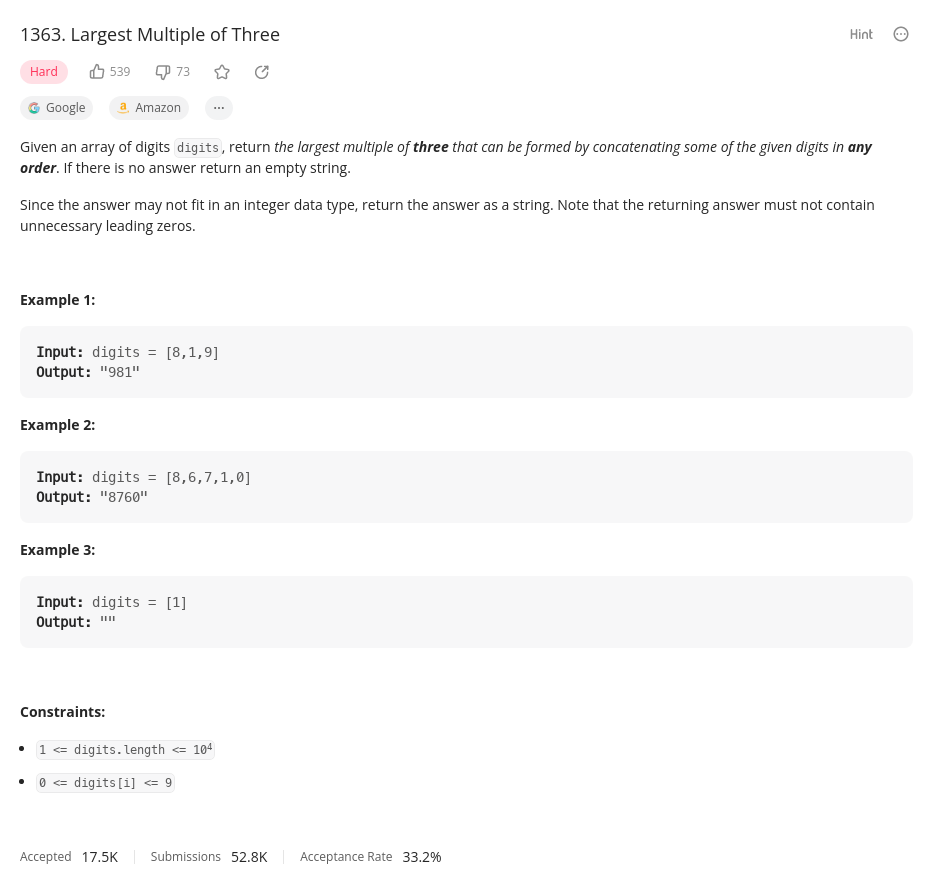 1363. Largest Multiple of Three
Hint
Hard
539
73
Google
Amazon
Given an array of digits digits, return the largest multiple of three that can be formed by concatenating some of the given digits in any
order. If there is no answer return an empty string.
Since the answer may not fit in an integer data type, return the answer as a string. Note that the returning answer must not contain
unnecessary leading zeros.
Example 1:
Input: digits = [8,1,9]
Output: "981"
Example 2:
Input: digits = [8,6,7,1,0]
Output: "8760"
Example 3:
Input: digits = [1]
Output: ""
Constraints:
1 <= digits.length <= 10⁴
0 <= digits[i] <= 9
Accepted 17.5K Submissions 52.8K Acceptance Rate 33.2%